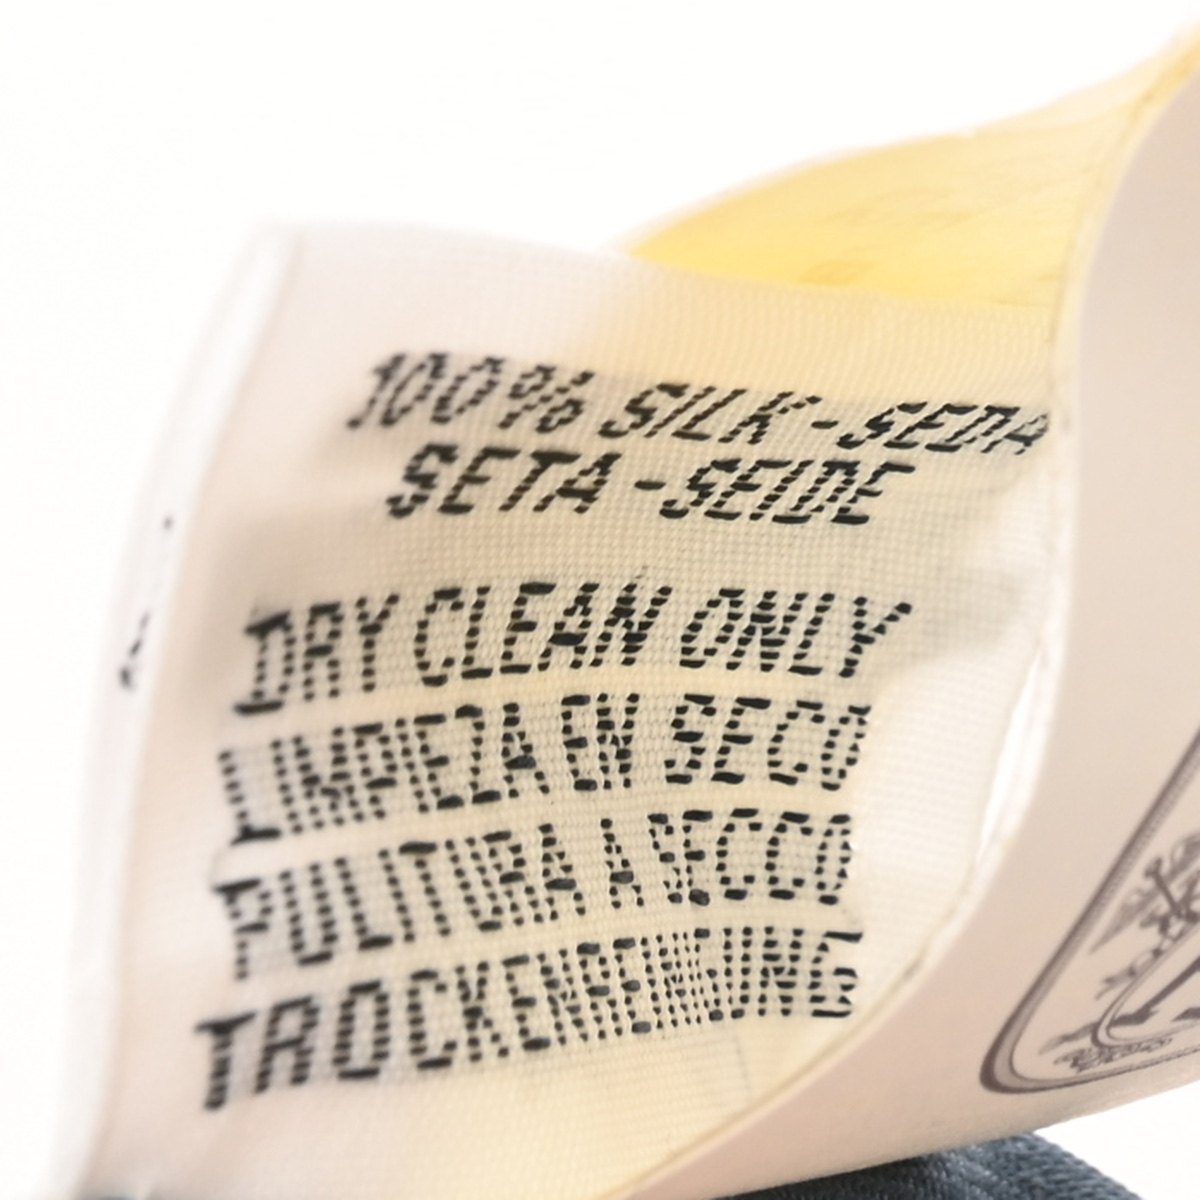 100% SILK-SEDA
SETA-SEIDE
DRY CLEAN ONLY
LIMPIEZA EN SECO
PULITURA A SECCO
TROCKENREINIGUNG